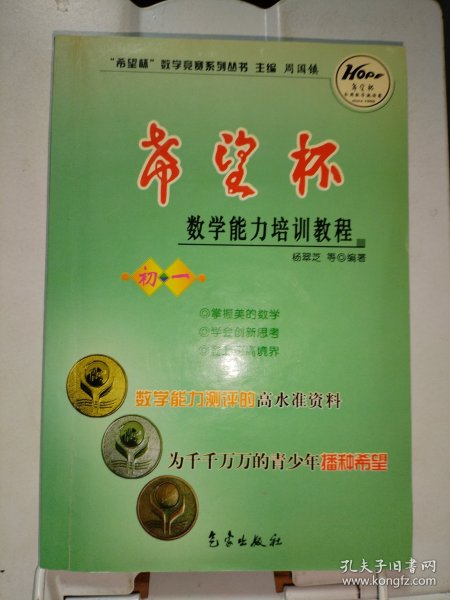 “希望杯”数学竞赛系列丛书 主编 周国镇
HOPE
希望杯
希望杯
数学能力培训教程
杨翠芝 等◎编著
初一
◎掌握美的数学
◎学会创新思考
数学能力测评的高水准资料
为千千万万的青少年播种希望
气象出版社
孔夫子旧书网
www.kongfz.com